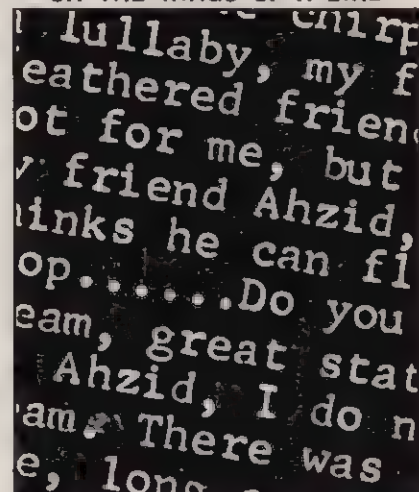 chirp
lullaby, my f
eathered frien
ot for me, but
y friend Ahzid,
inks he can fl
op.......Do you
eam, great stat
Ahzid, I do n
am. There was
e, long